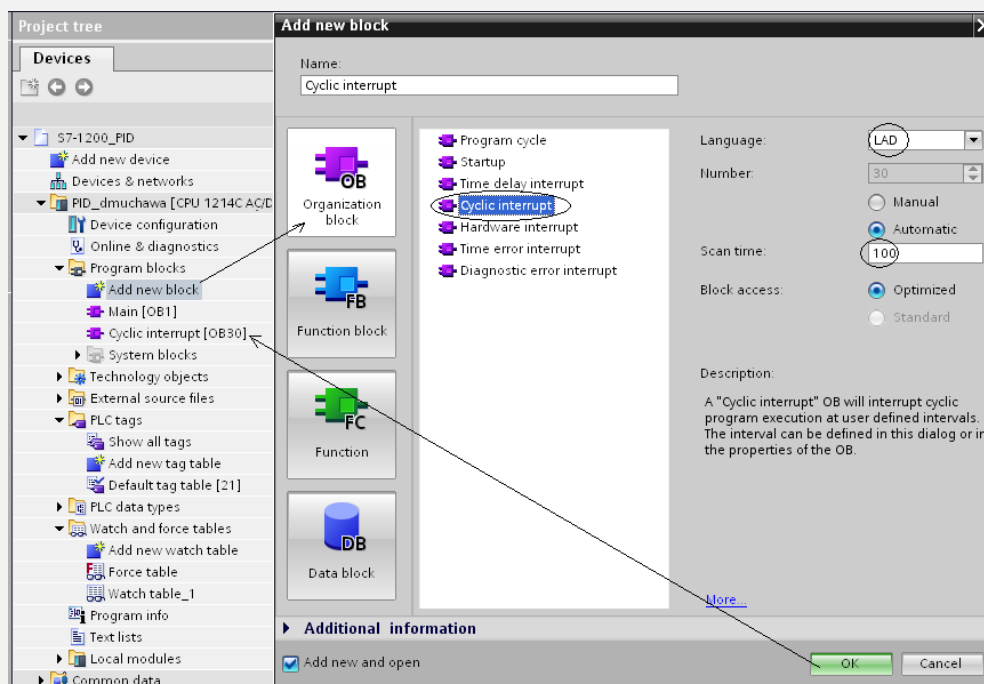 Project tree
Devices
S7-1200_PID
Add new device
Devices & networks
PID_dmuchawa [CPU 1214C AC/D
Device configuration
Online & diagnostics
Program blocks
Add new block
Main [OB1]
Cyclic interrupt [OB30]
System blocks
Technology objects
External source files
PLC tags
Show all tags
Add new tag table
Default tag table [21]
PLC data types
Watch and force tables
Add new watch table
Force table
Watch table_1
Program info
Text lists
Local modules
Common data
Add new block
Name:
Cyclic interrupt
OB
Organization
block
FB
Function block
FC
Function
DB
Data block
Program cycle
Startup
Time delay interrupt
Cyclic interrupt
Hardware interrupt
Time error interrupt
Diagnostic error interrupt
Language:
LAD
Number:
30
Manual
Automatic
Scan time:
100
Block access:
Optimized
Standard
Description:
A "Cyclic interrupt" OB will interrupt cyclic
program execution at user defined intervals.
The interval can be defined in this dialog or in
the properties of the OB.
More...
Additional information
Add new and open
OK
Cancel